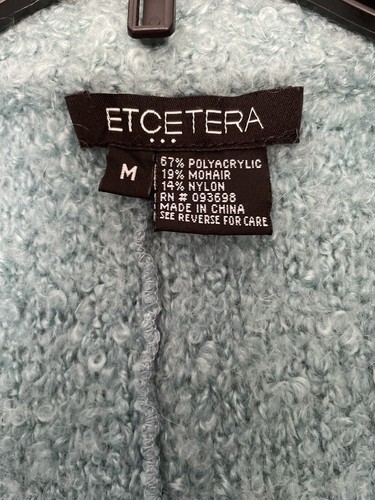 ETCETERA
...
M
67% POLYACRYLIC
19% MOHAIR
14% NYLON
RN # 093698
MADE IN CHINA
SEE REVERSE FOR CARE